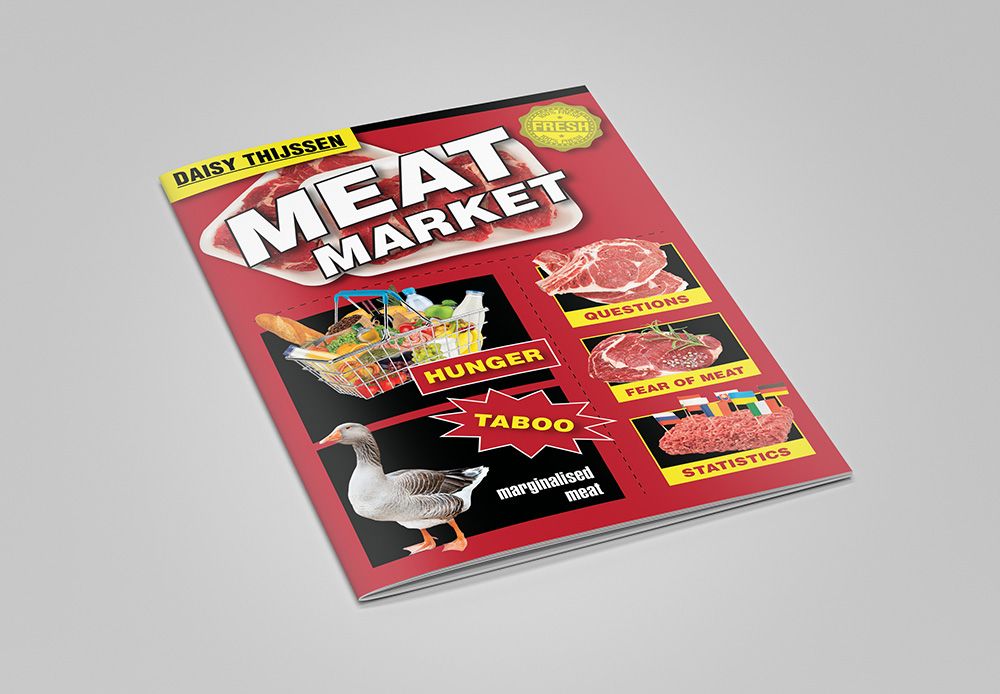 DAISY THIJSSEN
MEAT
MARKET
FRESH
HUNGER
TABOO
marginalised
meat
QUESTIONS
FEAR OF MEAT
STATISTICS